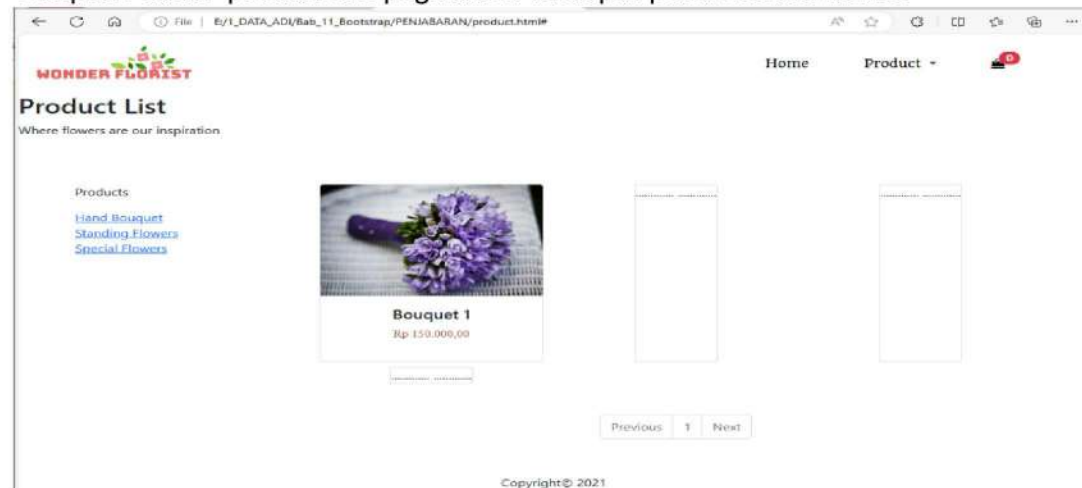 File | E:/1_DATA_ADI/Bab_11_Bootstrap/PENJABARAN/product.html#
WONDER FLORIST
Home Product 0
Product List
Where flowers are our inspiration
Products
Hand Bouquet
Standing Flowers
Special Flowers
Bouquet 1
Rp 150.000,00
Previous 1 Next
Copyright© 2021